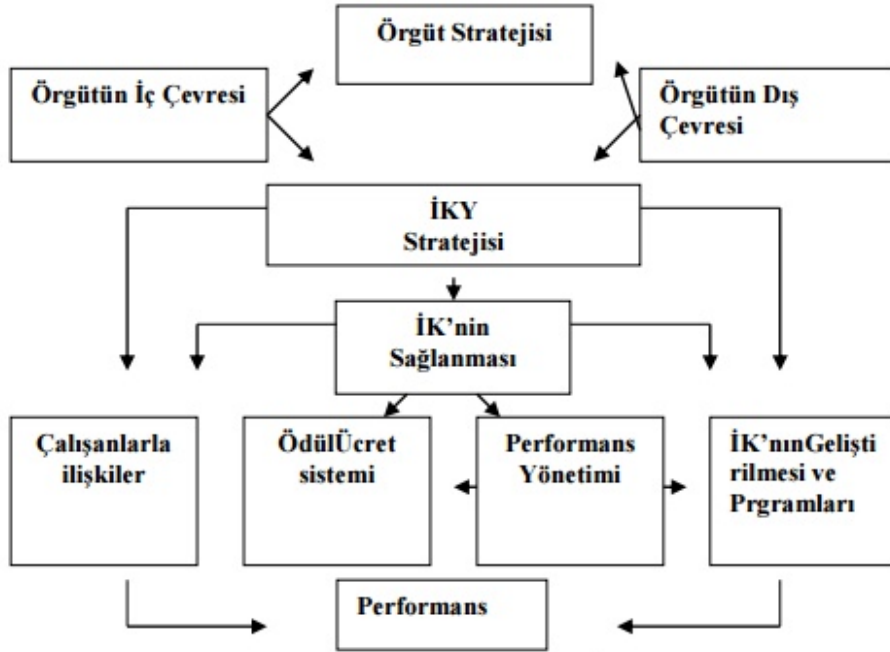 Örgüt Stratejisi
Örgütün İç Çevresi
Örgütün Dış
Çevresi
İKY
Stratejisi
İK’nin
Sağlanması
Çalışanlarla
ilişkiler
ÖdülÜcret
sistemi
Performans
Yönetimi
İK’nınGelişti
rilmesi ve
Prgramları
Performans